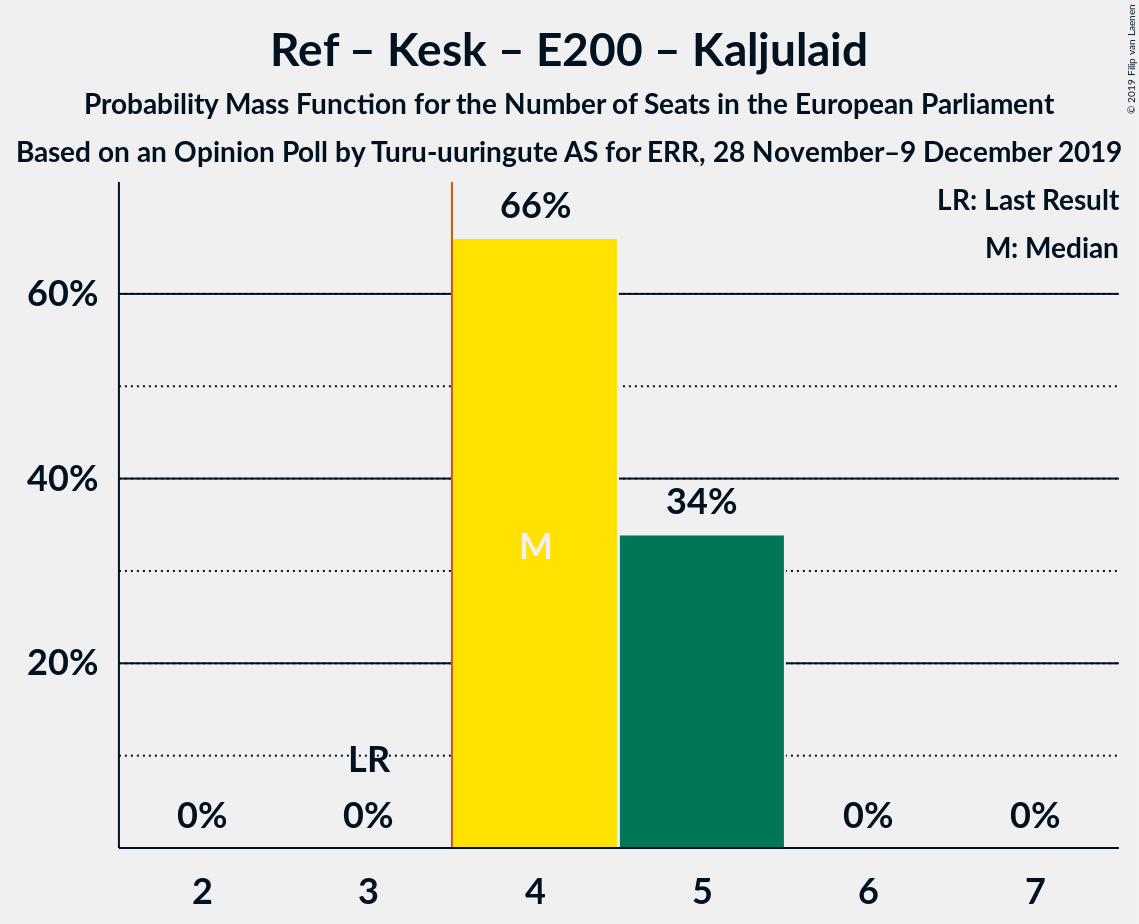 Ref – Kesk – E200 – Kaljulaid
Probability Mass Function for the Number of Seats in the European Parliament
Based on an Opinion Poll by Turu-uuringute AS for ERR, 28 November–9 December 2019
© 2019 Filip van Laenen
LR: Last Result
M: Median
66%
60%
40%
34%
M
20%
LR
0%
0%
0%
0%
2
3
4
5
6
7